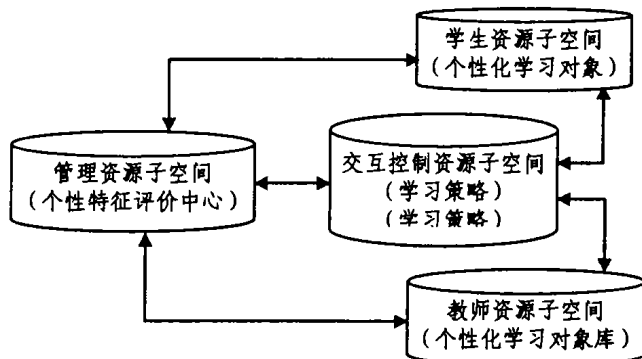 学生资源子空间
（个性化学习对象）
管理资源子空间
（个性特征评价中心）
交互控制资源子空间
（学习策略）
（学习策略）
教师资源子空间
（个性化学习对象库）